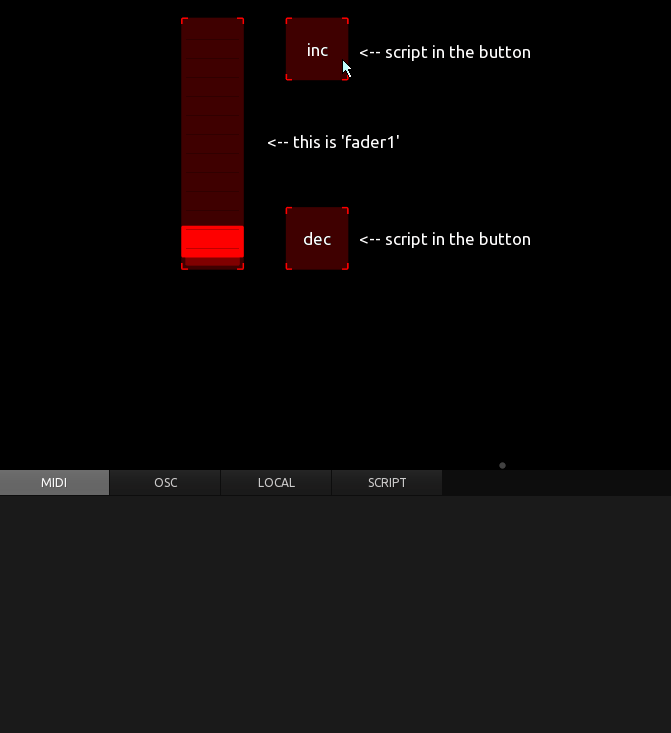 inc
<-- script in the button
<-- this is 'fader1'
dec
<-- script in the button
MIDI
OSC
LOCAL
SCRIPT